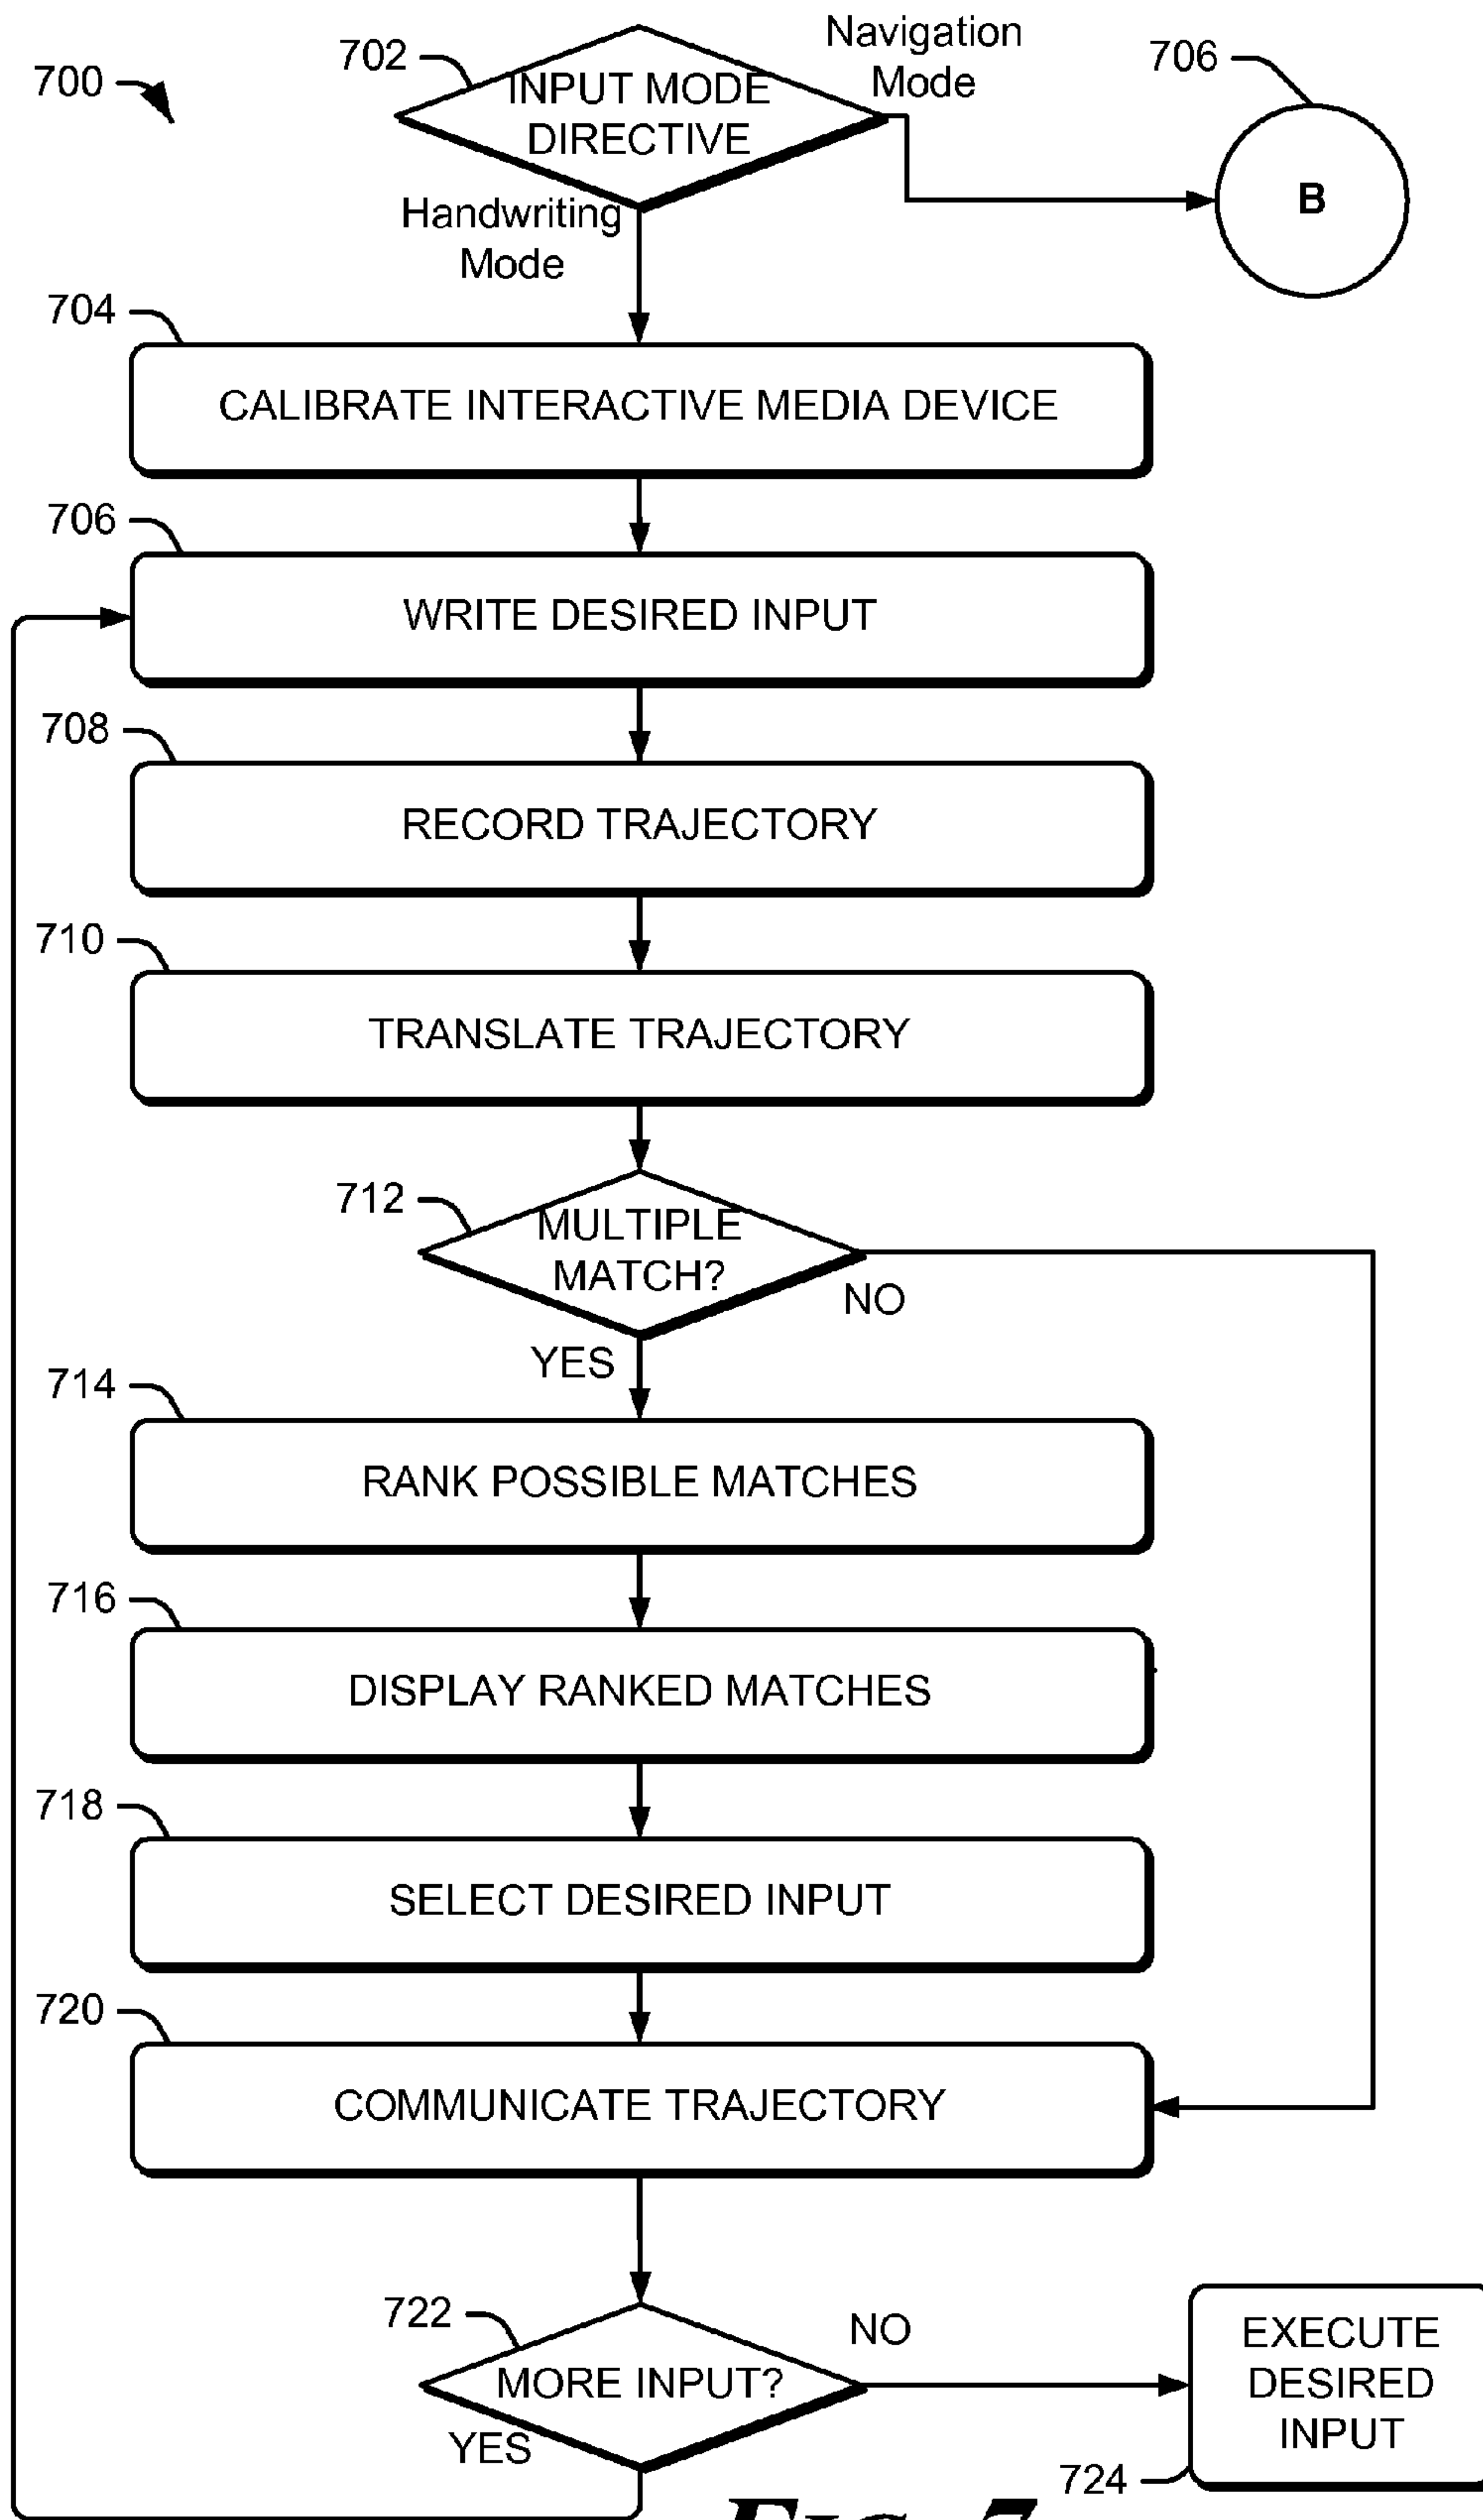 700
702
INPUT MODE
DIRECTIVE
Navigation
Mode
706
B
Handwriting
Mode
704
CALIBRATE INTERACTIVE MEDIA DEVICE
706
WRITE DESIRED INPUT
708
RECORD TRAJECTORY
710
TRANSLATE TRAJECTORY
712
MULTIPLE
MATCH?
NO
YES
714
RANK POSSIBLE MATCHES
716
DISPLAY RANKED MATCHES
718
SELECT DESIRED INPUT
720
COMMUNICATE TRAJECTORY
722
MORE INPUT?
NO
YES
EXECUTE
DESIRED
INPUT
724